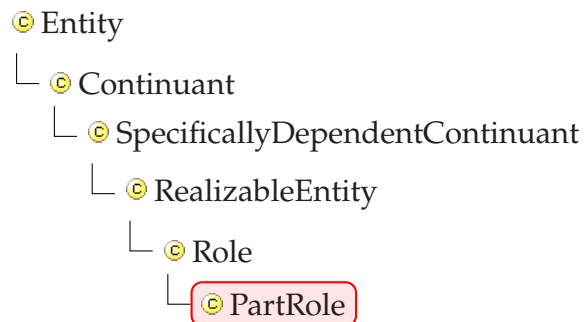 Entity
Continuant
SpecificallyDependentContinuant
RealizableEntity
Role
PartRole